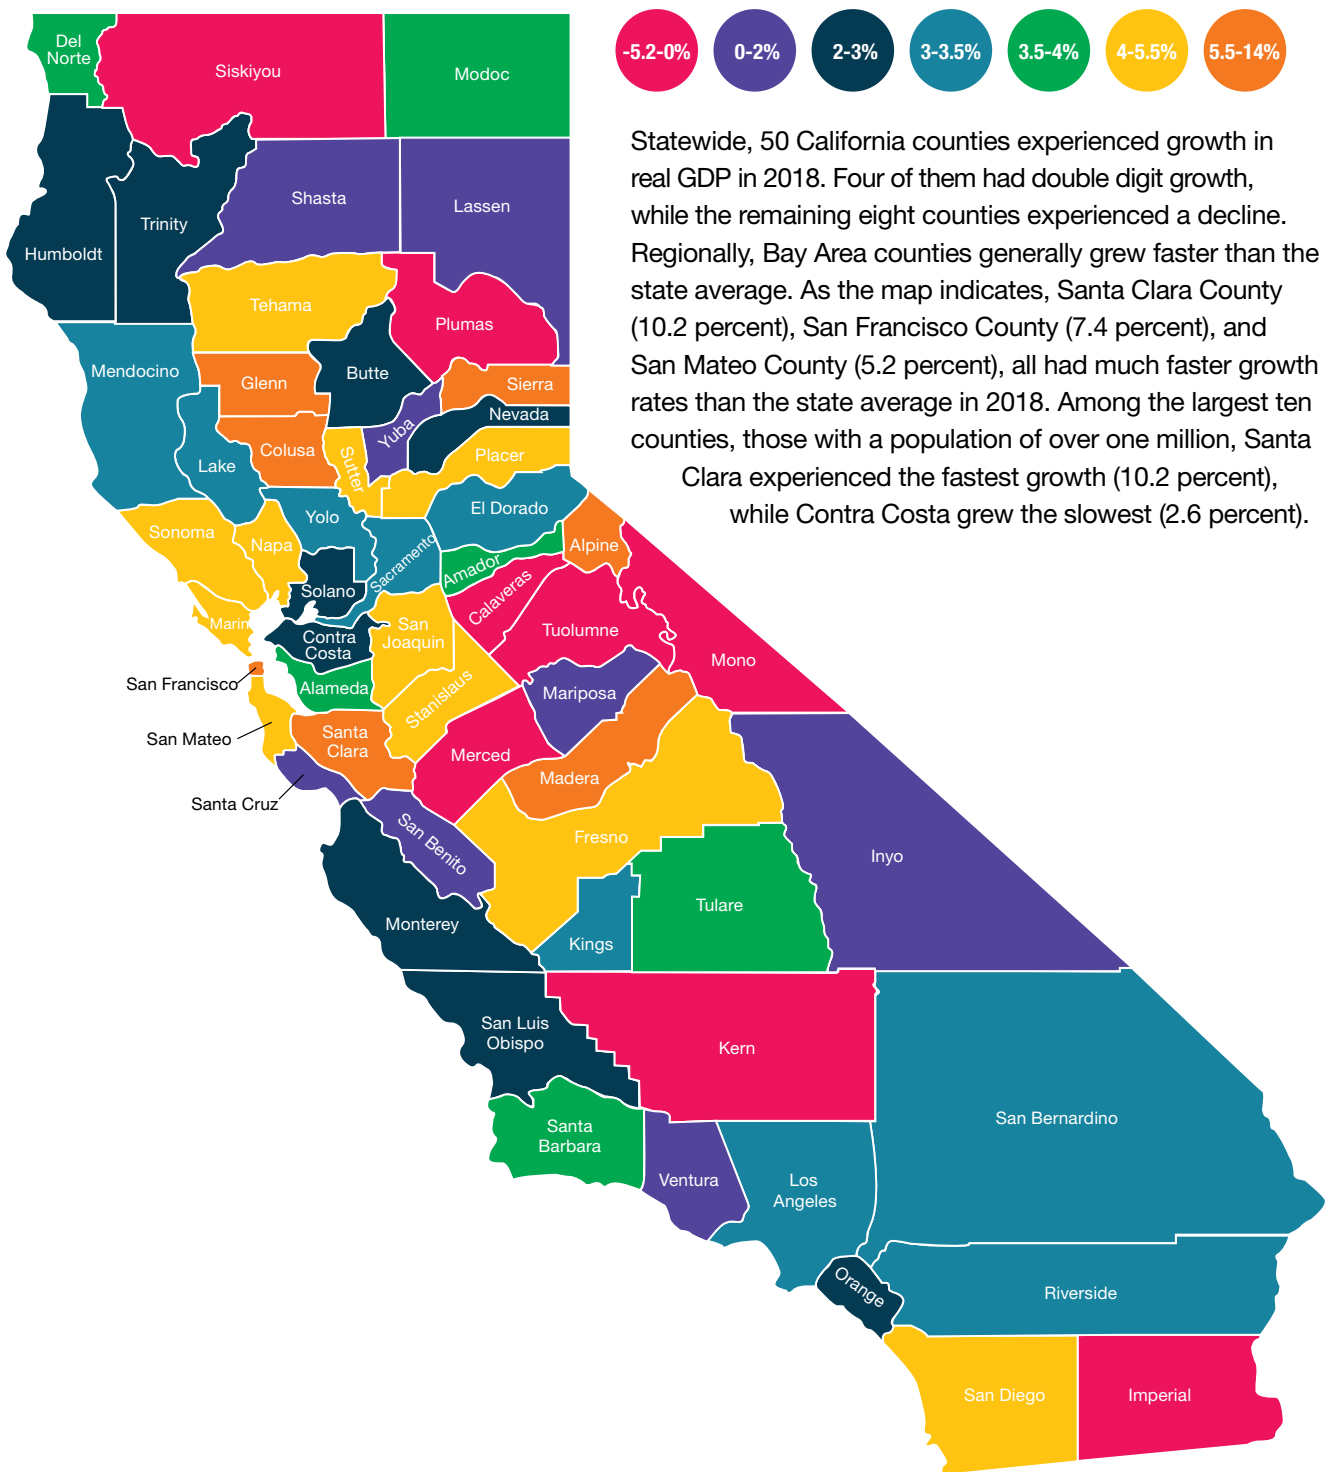 -5.2-0%
0-2%
2-3%
3-3.5%
3.5-4%
4-5.5%
5.5-14%
Statewide, 50 California counties experienced growth in
real GDP in 2018. Four of them had double digit growth,
while the remaining eight counties experienced a decline.
Regionally, Bay Area counties generally grew faster than the
state average. As the map indicates, Santa Clara County
(10.2 percent), San Francisco County (7.4 percent), and
San Mateo County (5.2 percent), all had much faster growth
rates than the state average in 2018. Among the largest ten
counties, those with a population of over one million, Santa
Clara experienced the fastest growth (10.2 percent),
while Contra Costa grew the slowest (2.6 percent).
Del
Norte
Siskiyou
Modoc
Shasta
Lassen
Trinity
Humboldt
Tehama
Plumas
Mendocino
Butte
Glenn
Sierra
Nevada
Yuba
Colusa
Sutter
Placer
Lake
El Dorado
Yolo
Sonoma
Napa
Sacramento
Alpine
Amador
Solano
Calaveras
Marin
San
Joaquin
Tuolumne
Contra
Costa
Mono
San Francisco
Alameda
Mariposa
Stanislaus
San Mateo
Santa
Clara
Merced
Madera
Santa Cruz
San Benito
Fresno
Inyo
Tulare
Monterey
Kings
San Luis
Obispo
Kern
San Bernardino
Santa
Barbara
Ventura
Los
Angeles
Orange
Riverside
San Diego
Imperial